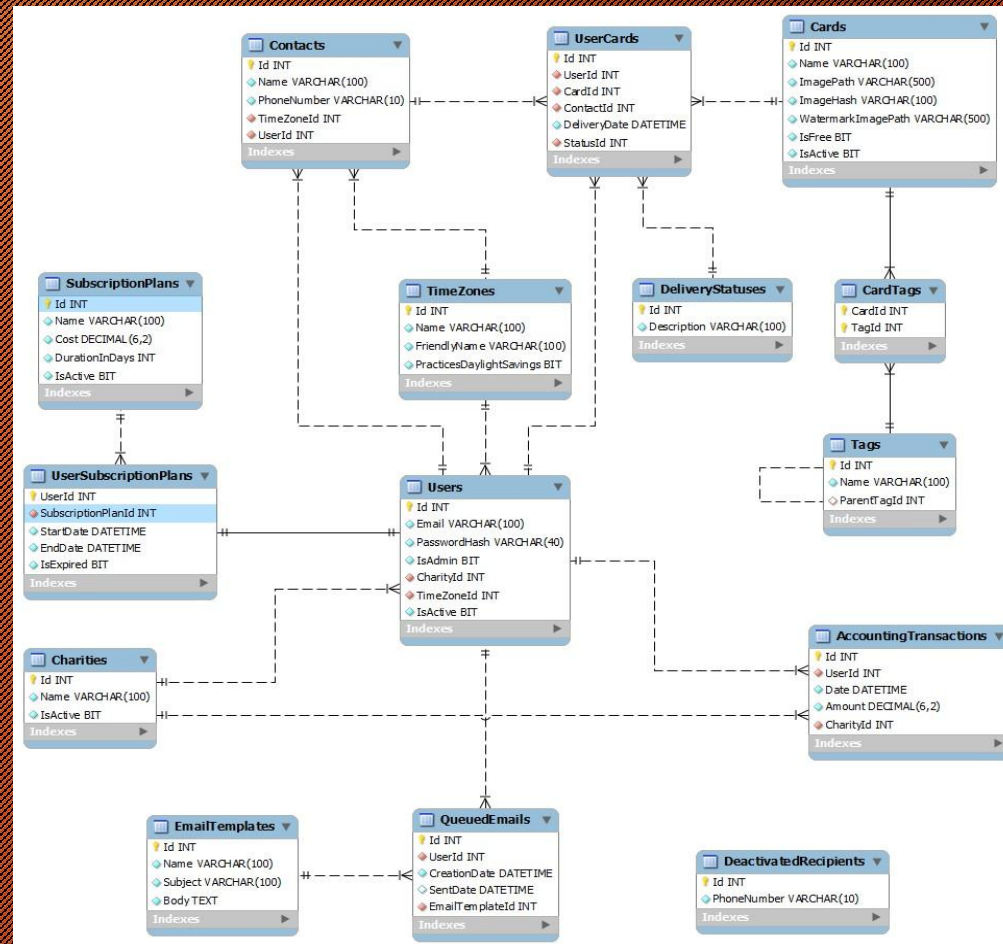 Contacts
Id INT
Name VARCHAR(100)
PhoneNumber VARCHAR(10)
TimeZoneId INT
UserId INT
Indexes
UserCards
Id INT
UserId INT
CardId INT
ContactId INT
DeliveryDate DATETIME
StatusId INT
Indexes
Cards
Id INT
Name VARCHAR(100)
ImagePath VARCHAR(500)
ImageHash VARCHAR(100)
WatermarkImagePath VARCHAR(500)
IsFree BIT
IsActive BIT
Indexes
SubscriptionPlans
Id INT
Name VARCHAR(100)
Cost DECIMAL (6,2)
DurationInDays INT
IsActive BIT
Indexes
TimeZones
Id INT
Name VARCHAR(100)
FriendlyName VARCHAR(100)
PracticesDaylightSavings BIT
Indexes
DeliveryStatuses
Id INT
Description VARCHAR(100)
Indexes
CardTags
CardId INT
TagId INT
Indexes
Tags
Id INT
Name VARCHAR(100)
ParentTagId INT
Indexes
UserSubscriptionPlans
UserId INT
SubscriptionPlanId INT
StartDate DATETIME
EndDate DATETIME
IsExpired BIT
Indexes
Users
Id INT
Email VARCHAR(100)
PasswordHash VARCHAR(40)
IsAdmin BIT
CharityId INT
TimeZoneId INT
IsActive BIT
Indexes
Charities
Id INT
Name VARCHAR(100)
IsActive BIT
Indexes
AccountingTransactions
Id INT
UserId INT
Date DATETIME
Amount DECIMAL(6,2)
CharityId INT
Indexes
EmailTemplates
Id INT
Name VARCHAR(100)
Subject VARCHAR(100)
Body TEXT
Indexes
QueuedEmails
Id INT
UserId INT
CreationDate DATETIME
SentDate DATETIME
EmailTemplateId INT
Indexes
DeactivatedRecipients
Id INT
PhoneNumber VARCHAR(10)
Indexes